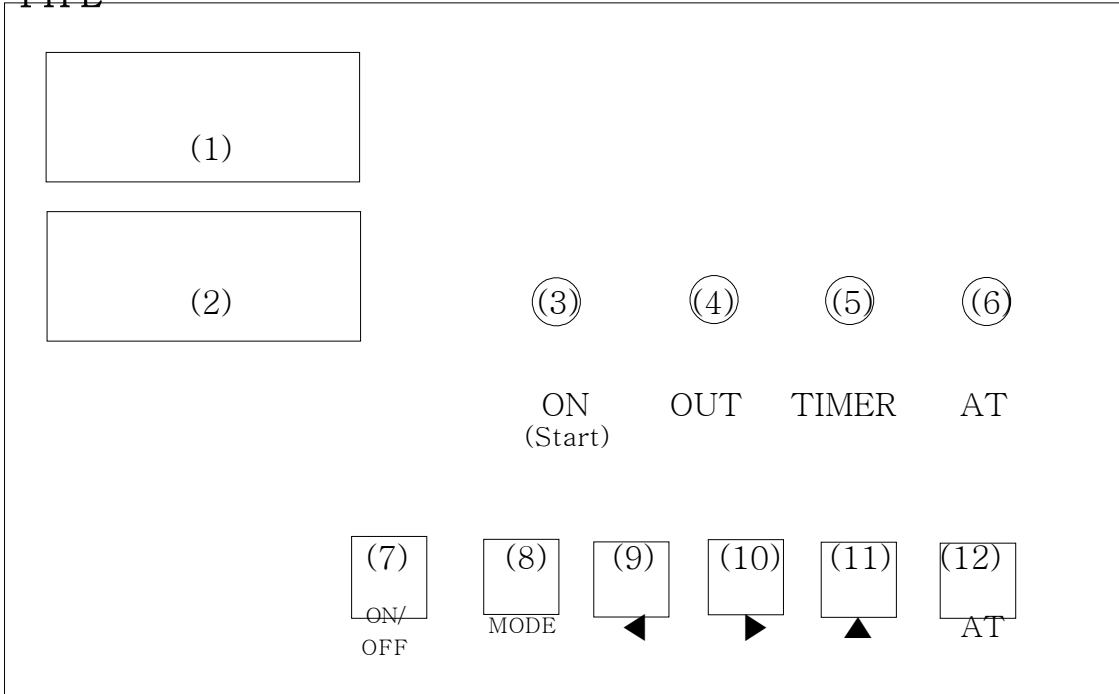 (1)
(2)
(3) (4) (5) (6)
ON OUT TIMER AT
(Start)
(7) (8) (9) (10) (11) (12)
ON/
OFF
MODE
◀ ▶ ▲
AT